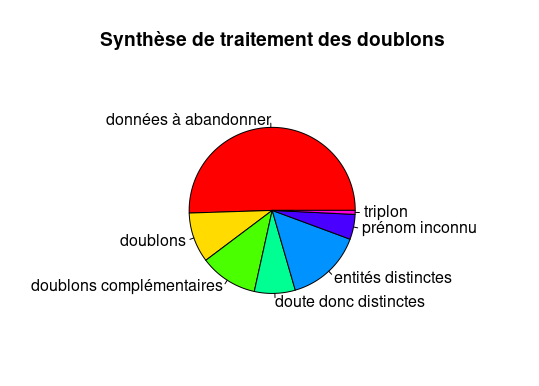 Synthèse de traitement des doublons
données à abandonner
triplon
prénom inconnu
doublons
entités distinctes
doublons complémentaires
doute donc distinctes